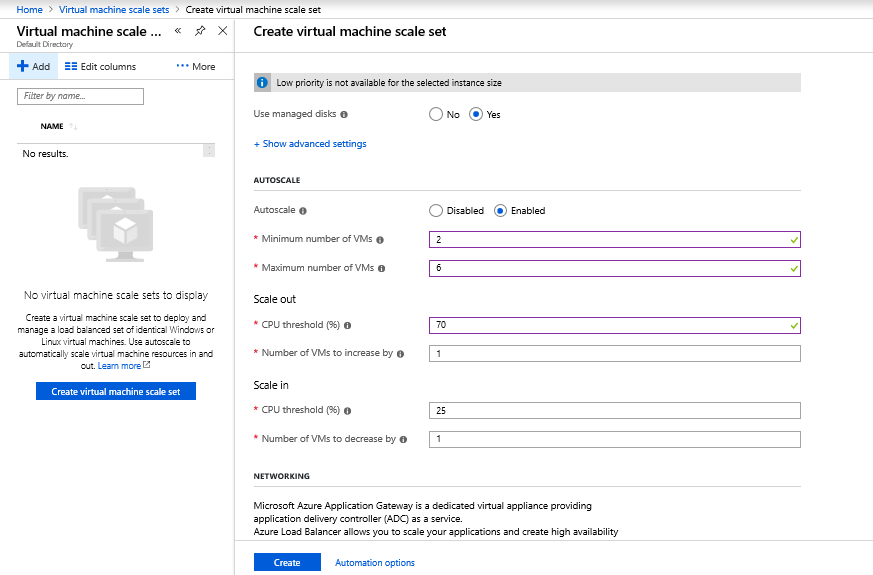 Home > Virtual machine scale sets > Create virtual machine scale set
Virtual machine scale ...
Default Directory
+ Add
Edit columns
··· More
Filter by name...
NAME
No results.
No virtual machine scale sets to display
Create a virtual machine scale set to deploy and
manage a load balanced set of identical Windows or
Linux virtual machines. Use autoscale to
automatically scale virtual machine resources in and
out. Learn more
Create virtual machine scale set
Create virtual machine scale set
Low priority is not available for the selected instance size
Use managed disks No Yes
+ Show advanced settings
AUTOSCALE
Autoscale Disabled Enabled
* Minimum number of VMs 2
* Maximum number of VMs 6
Scale out
* CPU threshold (%) 70
* Number of VMs to increase by 1
Scale in
* CPU threshold (%) 25
* Number of VMs to decrease by 1
NETWORKING
Microsoft Azure Application Gateway is a dedicated virtual appliance providing
application delivery controller (ADC) as a service.
Azure Load Balancer allows you to scale your applications and create high availability
Create
Automation options